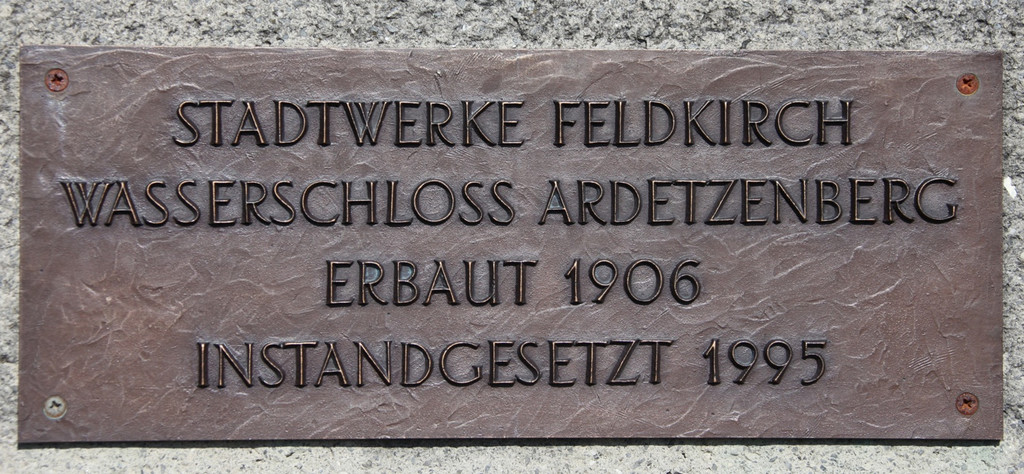 STADTWERKE FELDKIRCH
WASSERSCHLOSS ARDETZENBERG
ERBAUT 1906
INSTANDGESETZT 1995